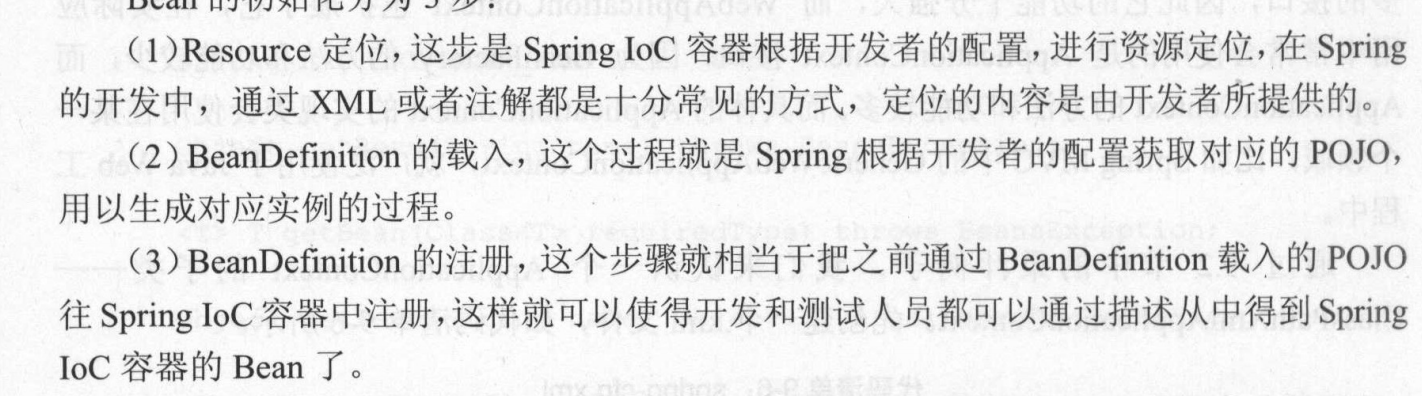 Bean 的初始化分为 3 步:
（1）Resource 定位，这步是 Spring IoC 容器根据开发者的配置，进行资源定位，在 Spring
的开发中，通过 XML 或者注解都是十分常见的方式，定位的内容是由开发者所提供的。
（2）BeanDefinition 的载入，这个过程就是 Spring 根据开发者的配置获取对应的 POJO，
用以生成对应实例的过程。
（3）BeanDefinition 的注册，这个步骤就相当于把之前通过 BeanDefinition 载入的 POJO
往 Spring IoC 容器中注册，这样就可以使得开发和测试人员都可以通过描述从中得到 Spring
IoC 容器的 Bean 了。